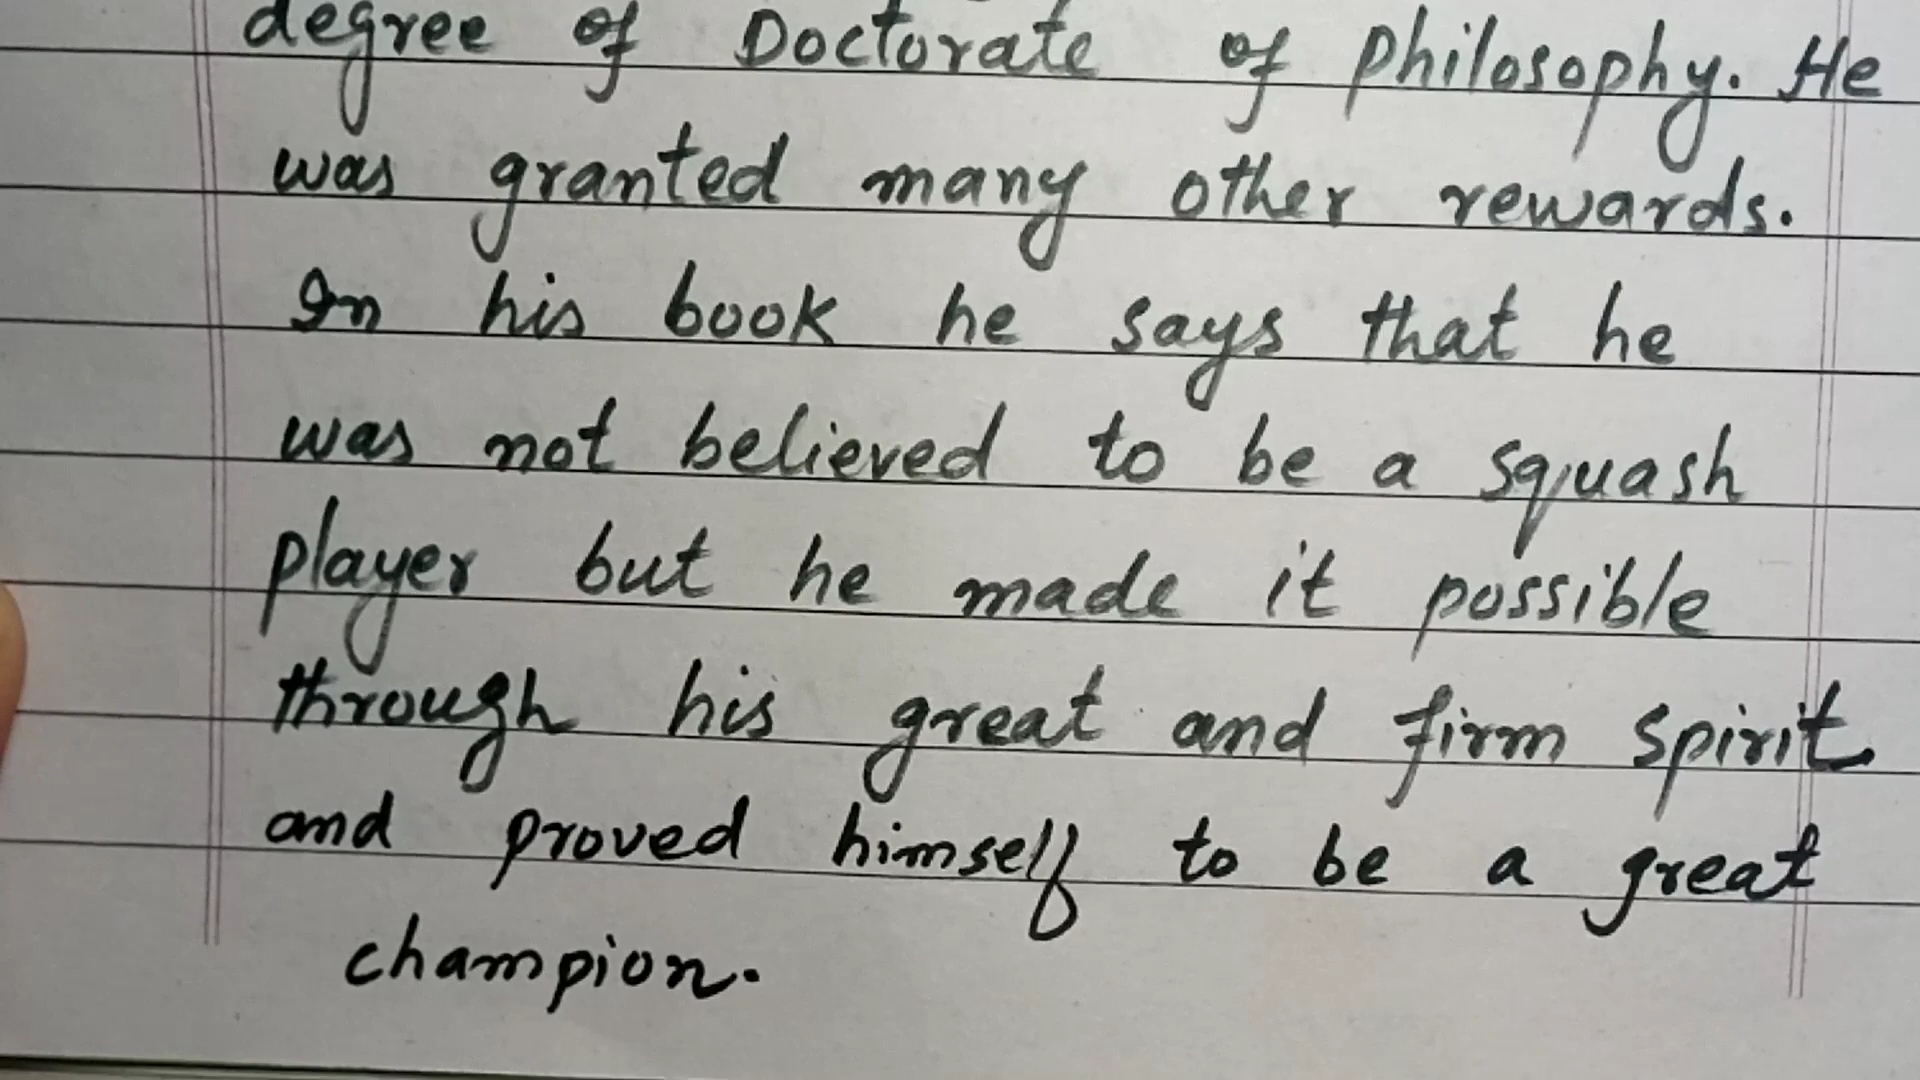 degree of Doctorate of philosophy. He
was granted many other rewards.
In his book he says that he
was not believed to be a squash
player but he made it possible
through his great and firm spirit
and proved himself to be a great
champion.